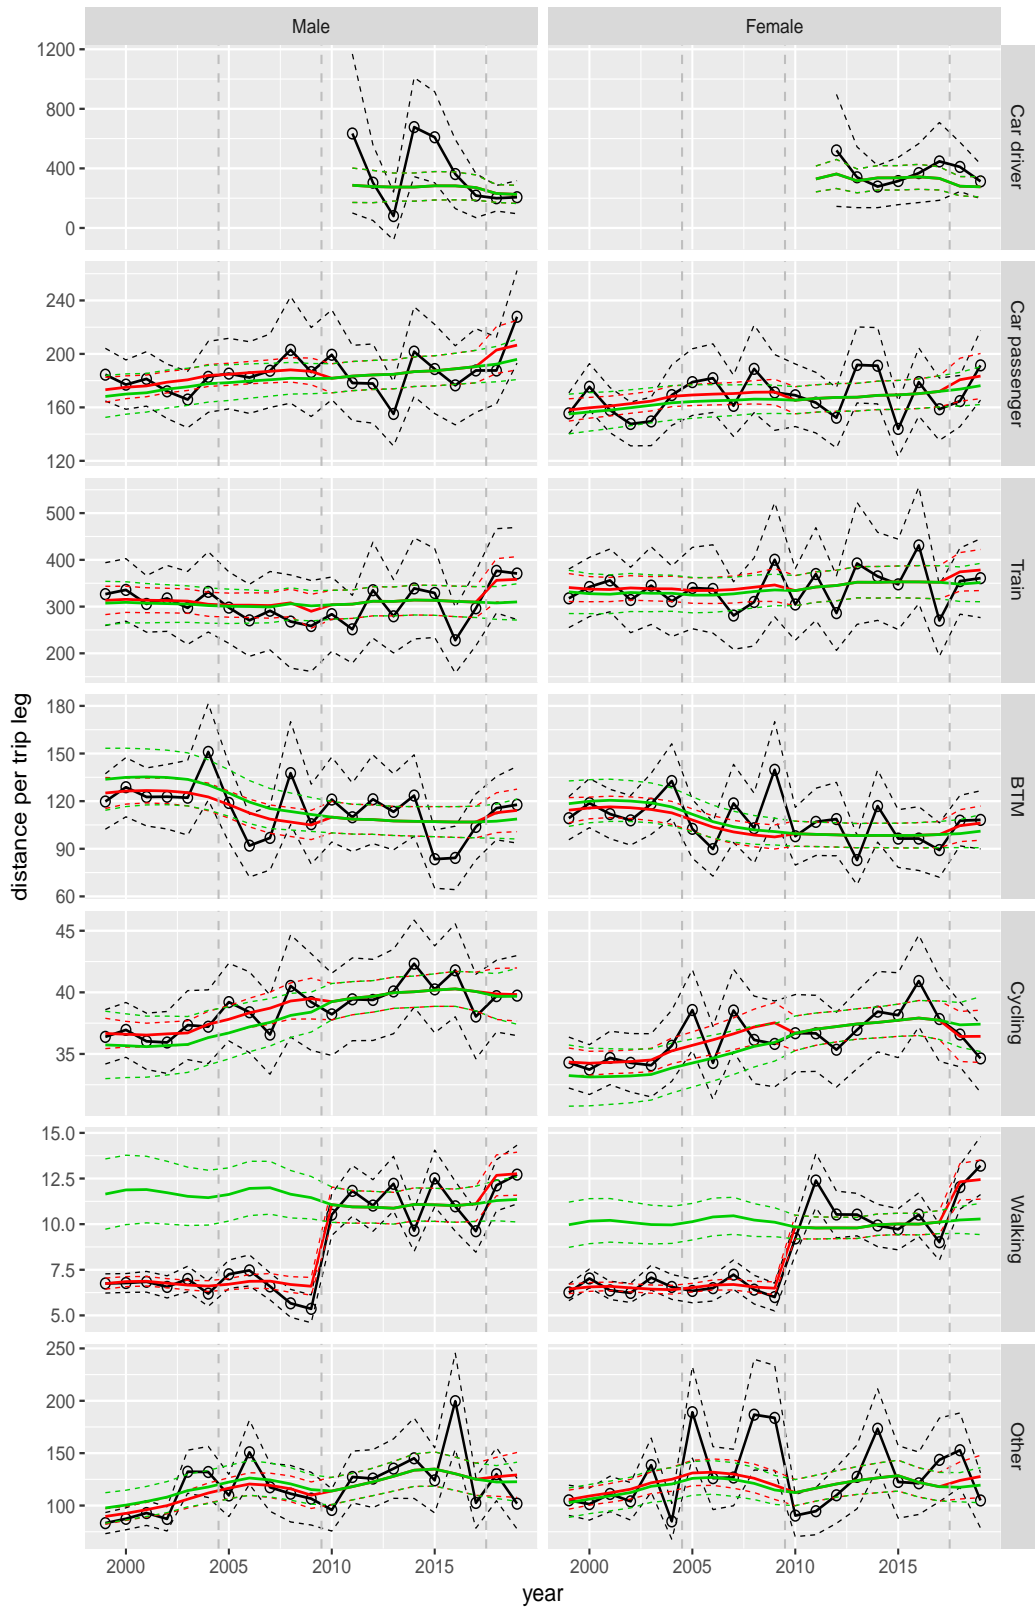 Male Female
1200
800
400
0
Car driver
240
200
160
120
Car passenger
500
400
300
200
Train
180
150
120
90
60
BTM
45
40
35
Cycling
15.0
12.5
10.0
7.5
5.0
Walking
250
200
150
100
Other
distance per trip leg
2000 2005 2010 2015 2000 2005 2010 2015
year